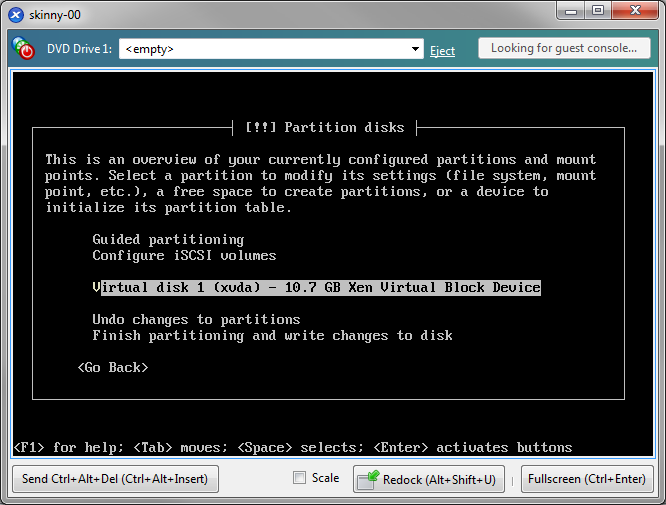 skinny-00
DVD Drive 1: <empty> Eject Looking for guest console...
[!!] Partition disks
This is an overview of your currently configured partitions and mount
points. Select a partition to modify its settings (file system, mount
point, etc.), a free space to create partitions, or a device to
initialize its partition table.
Guided partitioning
Configure iSCSI volumes
Virtual disk 1 (xvda) - 10.7 GB Xen Virtual Block Device
Undo changes to partitions
Finish partitioning and write changes to disk
<Go Back>
<F1> for help; <Tab> moves; <Space> selects; <Enter> activates buttons
Send Ctrl+Alt+Del (Ctrl+Alt+Insert) Scale Redock (Alt+Shift+U) Fullscreen (Ctrl+Enter)